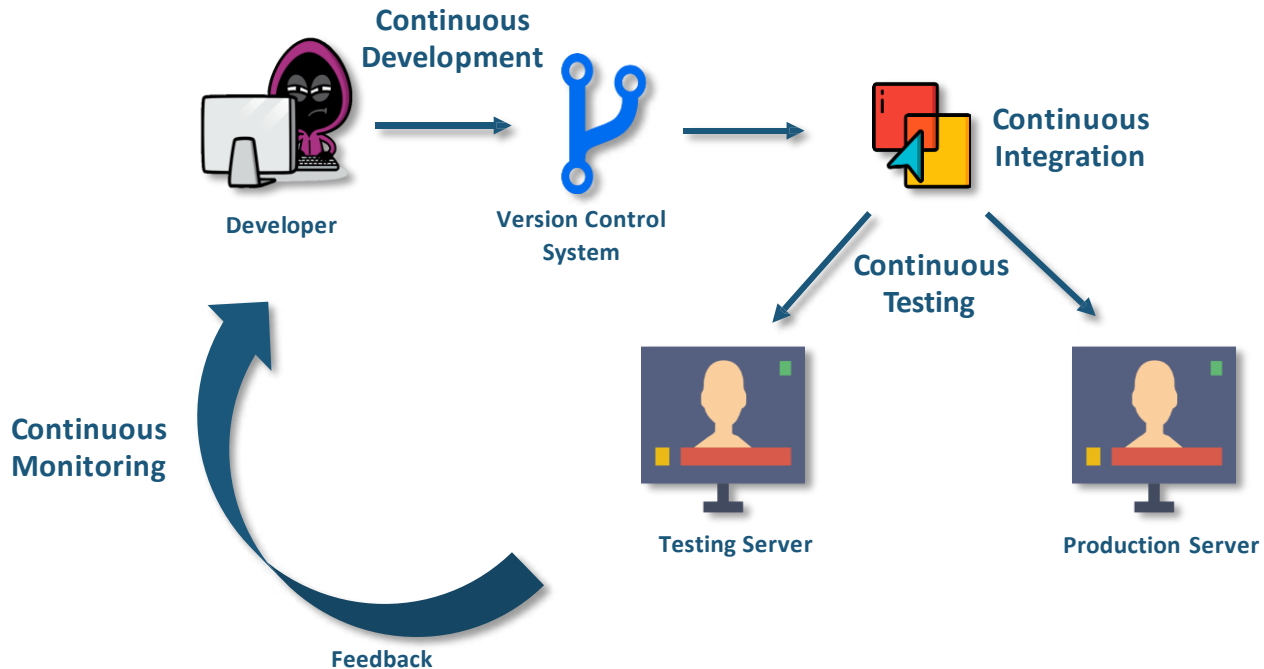 Continuous
Development
Developer
Version Control
System
Continuous
Integration
Continuous
Testing
Testing Server
Production Server
Continuous
Monitoring
Feedback